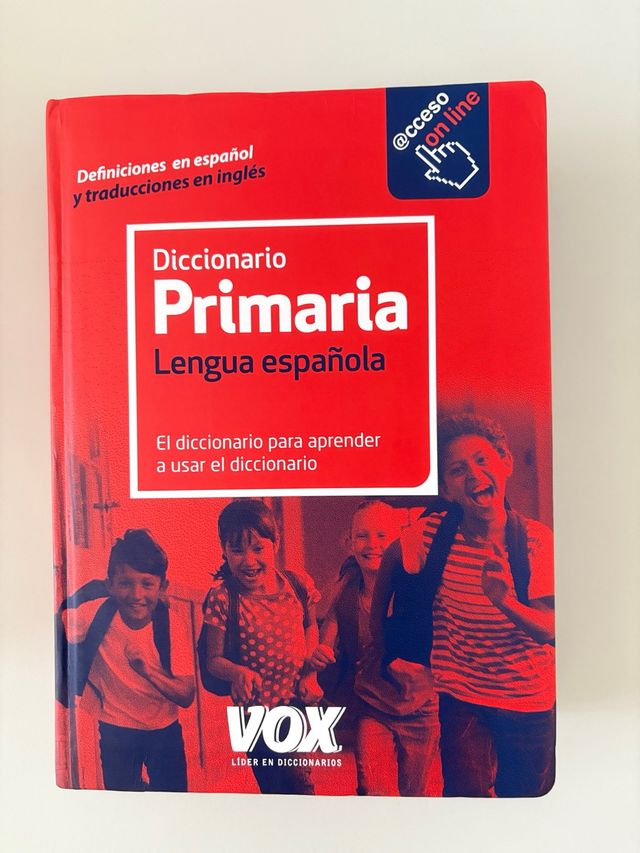 @cceso
on line
Definiciones en español
y traducciones en inglés
Diccionario
Primaria
Lengua española
El diccionario para aprender
a usar el diccionario
VOX
LÍDER EN DICCIONARIOS